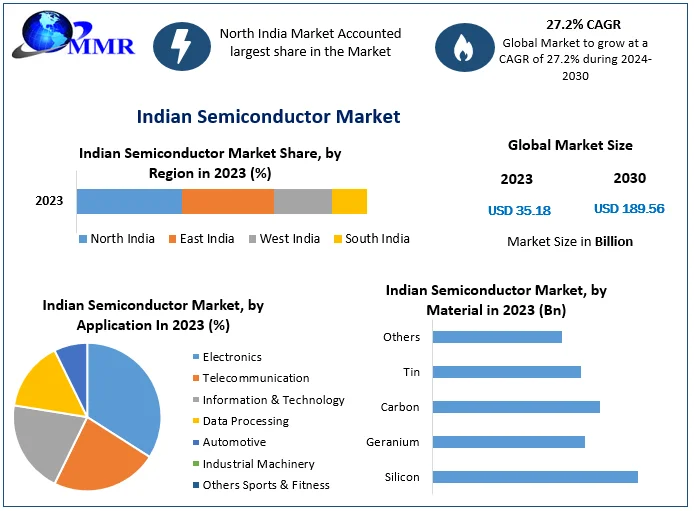 MMR
North India Market Accounted
largest share in the Market
27.2% CAGR
Global Market to grow at a
CAGR of 27.2% during 2024-
2030
Indian Semiconductor Market
Indian Semiconductor Market Share, by
Region in 2023 (%)
2023
North India
East India
West India
South India
Global Market Size
2023
2030
USD 35.18
USD 189.56
Market Size in Billion
Indian Semiconductor Market, by
Application In 2023 (%)
Electronics
Telecommunication
Information & Technology
Data Processing
Automotive
Industrial Machinery
Others Sports & Fitness
Indian Semiconductor Market, by
Material in 2023 (Bn)
Others
Tin
Carbon
Geranium
Silicon